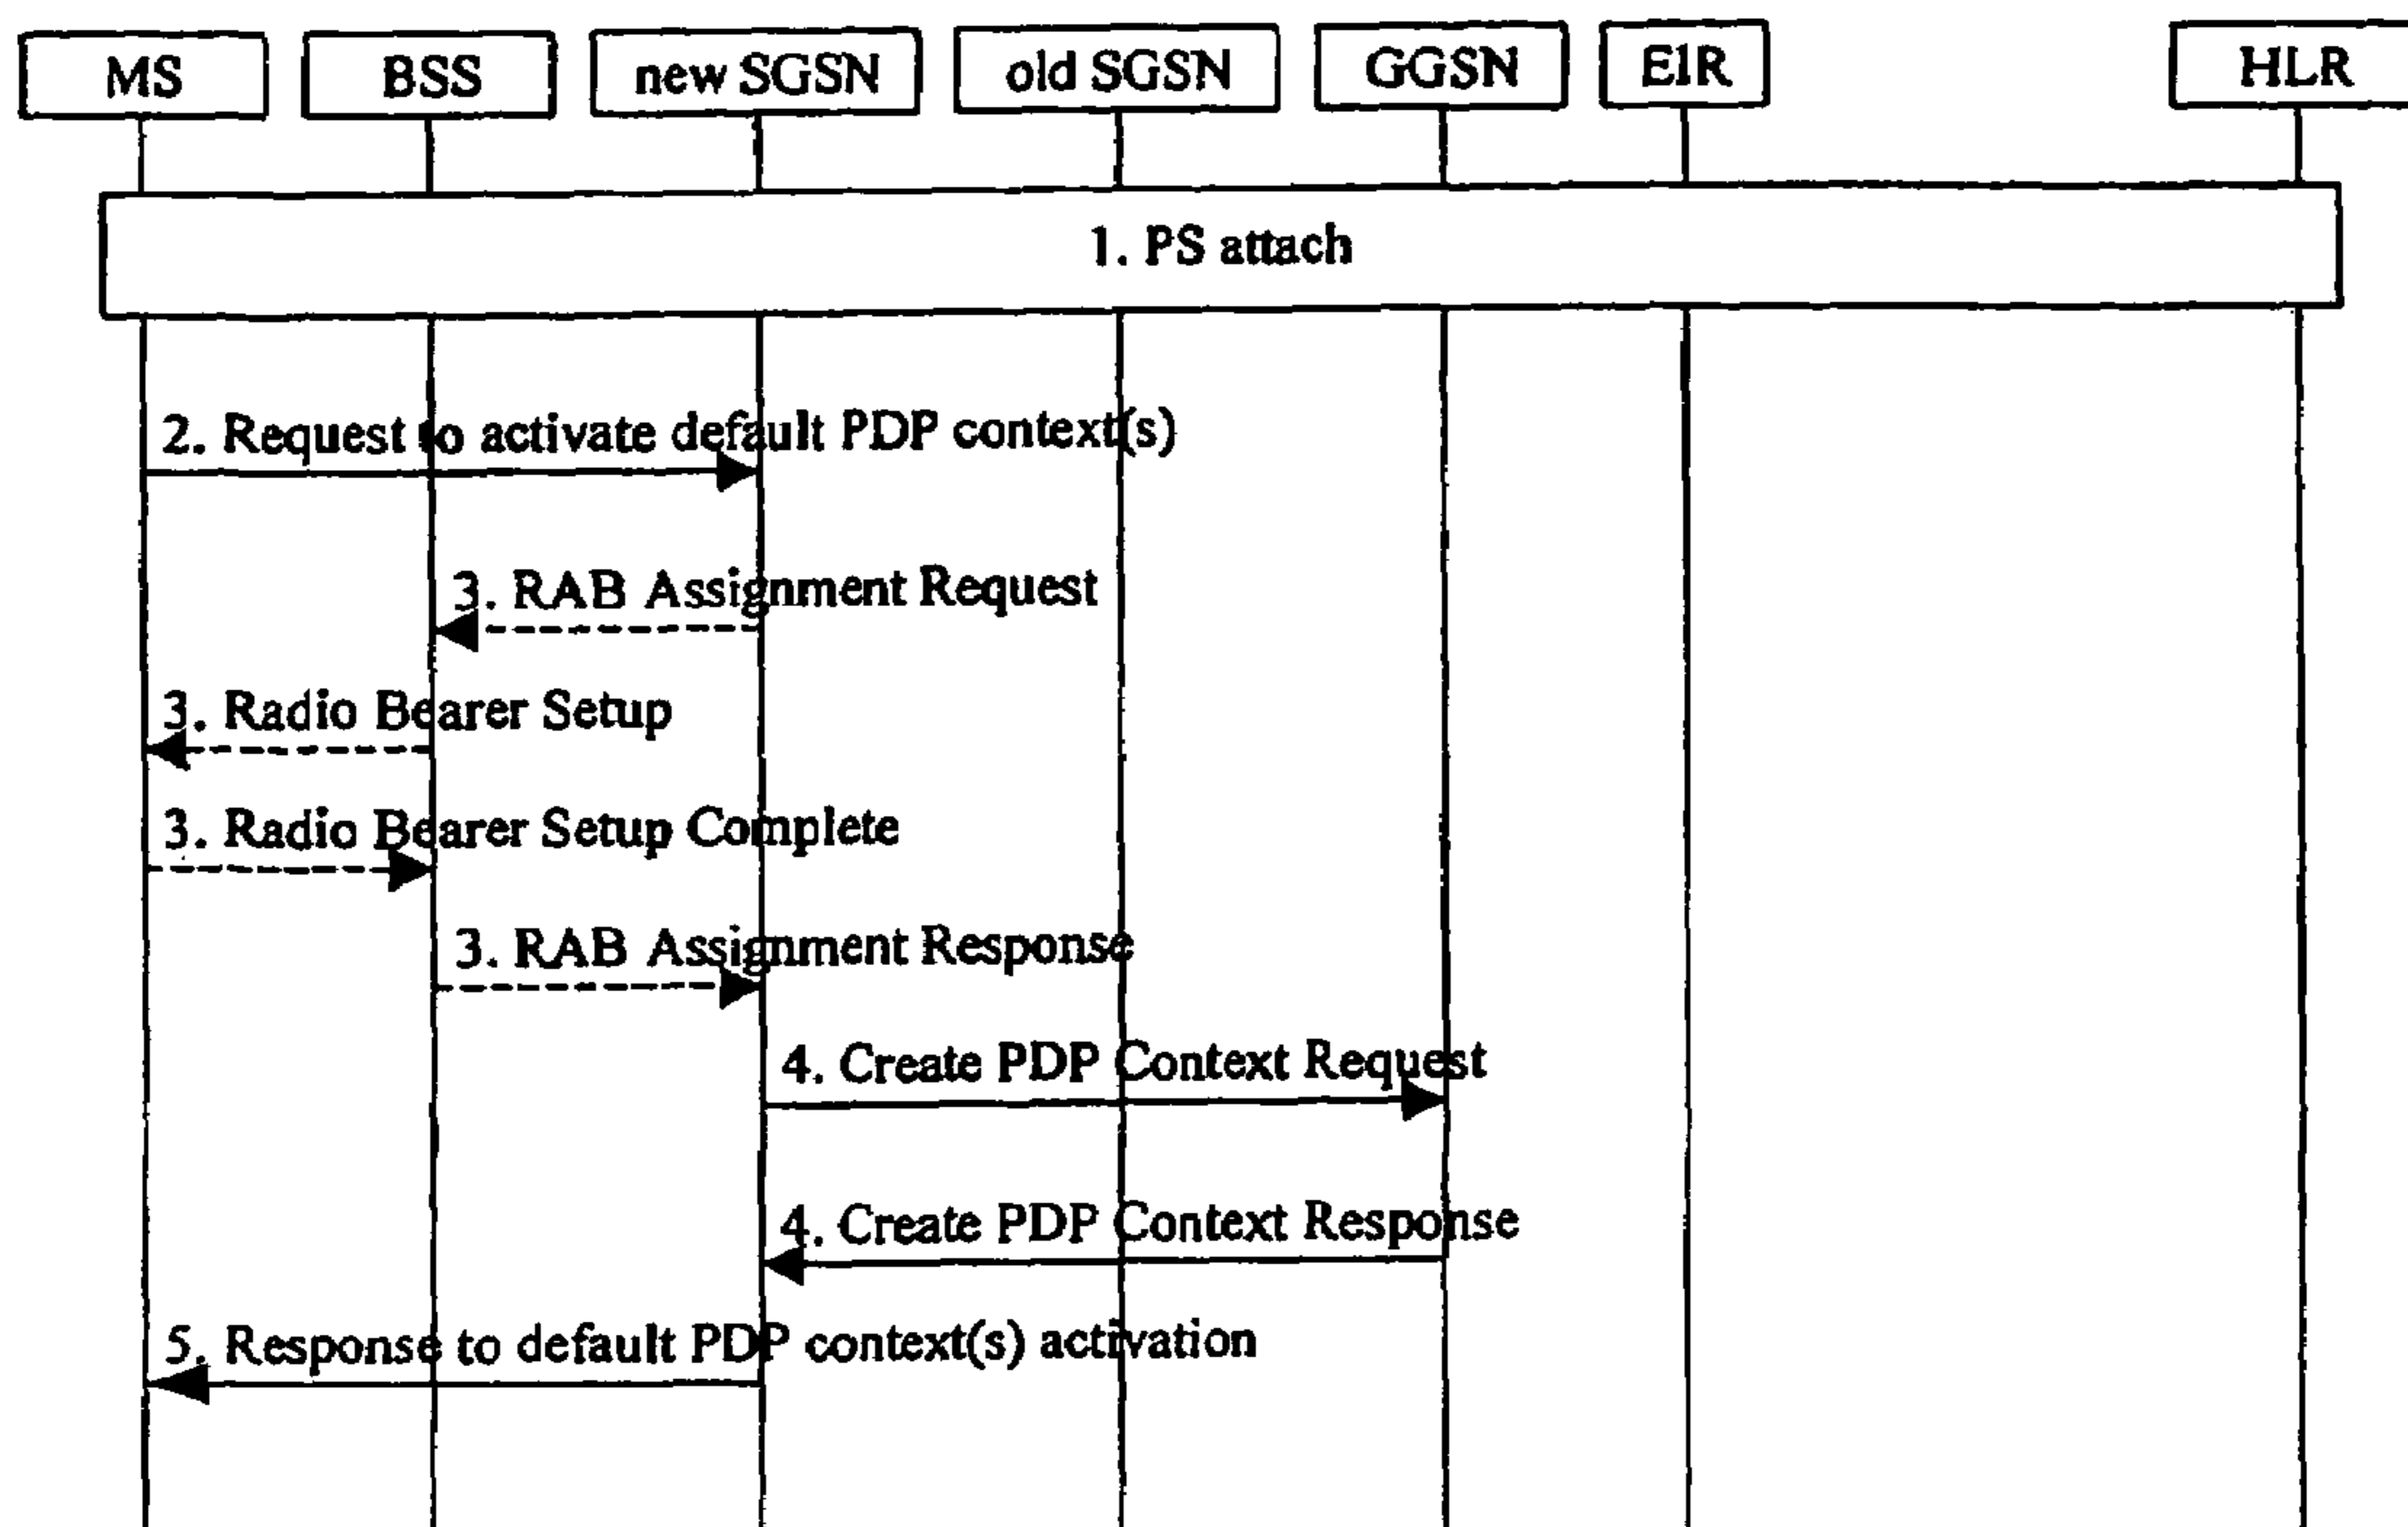 MS BSS new SGSN old SGSN GGSN EIR HLR
1. PS attach
2. Request to activate default PDP context(s)
3. RAB Assignment Request
3. Radio Bearer Setup
3. Radio Bearer Setup Complete
3. RAB Assignment Response
4. Create PDP Context Request
4. Create PDP Context Response
5. Response to default PDP context(s) activation